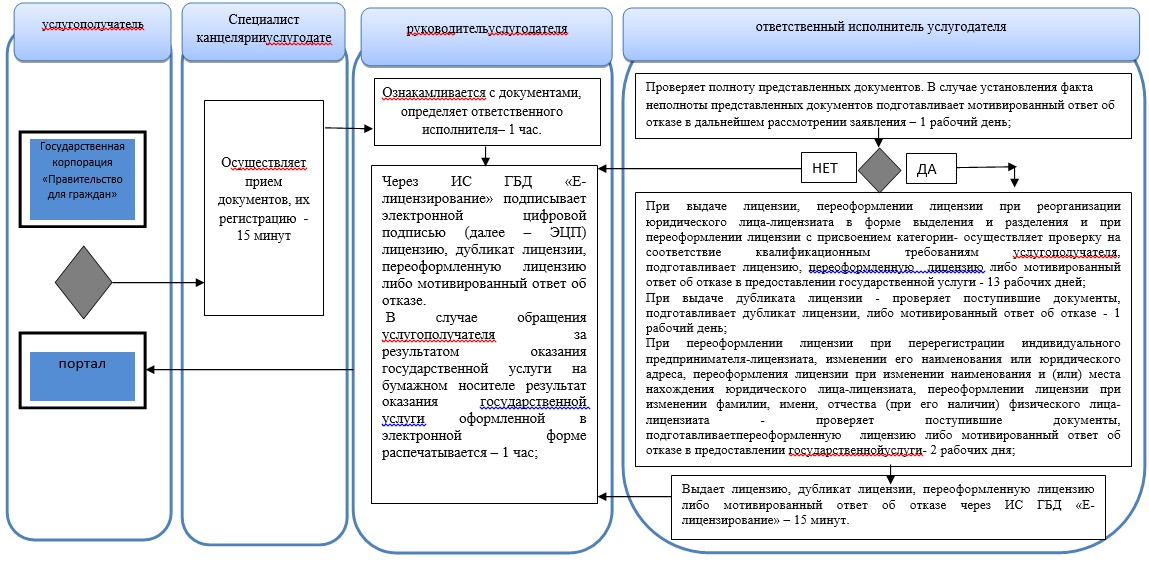 услугополучатель
Специалист
канцелярииуслугодате
руководительуслугодателя
ответственный исполнитель услугодателя
Государственная
корпорация
«Правительство
для граждан»
портал
Осуществляет
прием
документов, их
регистрацию -
15 минут
Ознакамливается с документами,
определяет ответственного
исполнителя– 1 час.
Через ИС ГБД «Е-
лицензирование» подписывает
электронной цифровой
подписью (далее – ЭЦП)
лицензию, дубликат лицензии,
переоформленную лицензию
либо мотивированный ответ об
отказе.
В случае обращения
услугополучателя за
результатом оказания
государственной услуги на
бумажном носителе результат
оказания государственной
услуги оформленной в
электронной форме
распечатывается – 1 час;
Проверяет полноту представленных документов. В случае установления факта
неполноты представленных документов подготавливает мотивированный ответ об
отказе в дальнейшем рассмотрении заявления – 1 рабочий день;
НЕТ
ДА
При выдаче лицензии, переоформлении лицензии при реорганизации
юридического лица-лицензиата в форме выделения и разделения и при
переоформлении лицензии с присвоением категории- осуществляет проверку на
соответствие квалификационным требованиям услугополучателя,
подготавливает лицензию, переоформленную лицензию либо мотивированный
ответ об отказе в предоставлении государственной услуги - 13 рабочих дней;
При выдаче дубликата лицензии - проверяет поступившие документы,
подготавливает дубликат лицензии, либо мотивированный ответ об отказе - 1
рабочий день;
При переоформлении лицензии при перерегистрации индивидуального
предпринимателя-лицензиата, изменении его наименования или юридического
адреса, переоформления лицензии при изменении наименования и (или) места
нахождения юридического лица-лицензиата, переоформлении лицензии при
изменении фамилии, имени, отчества (при его наличии) физического лица-
лицензиата - проверяет поступившие документы,
подготавливаетпереоформленную лицензию либо мотивированный ответ об
отказе в предоставлении государственнойуслуги- 2 рабочих дня;
Выдает лицензию, дубликат лицензии, переоформленную лицензию
либо мотивированный ответ об отказе через ИС ГБД «Е-
лицензирование» – 15 минут.